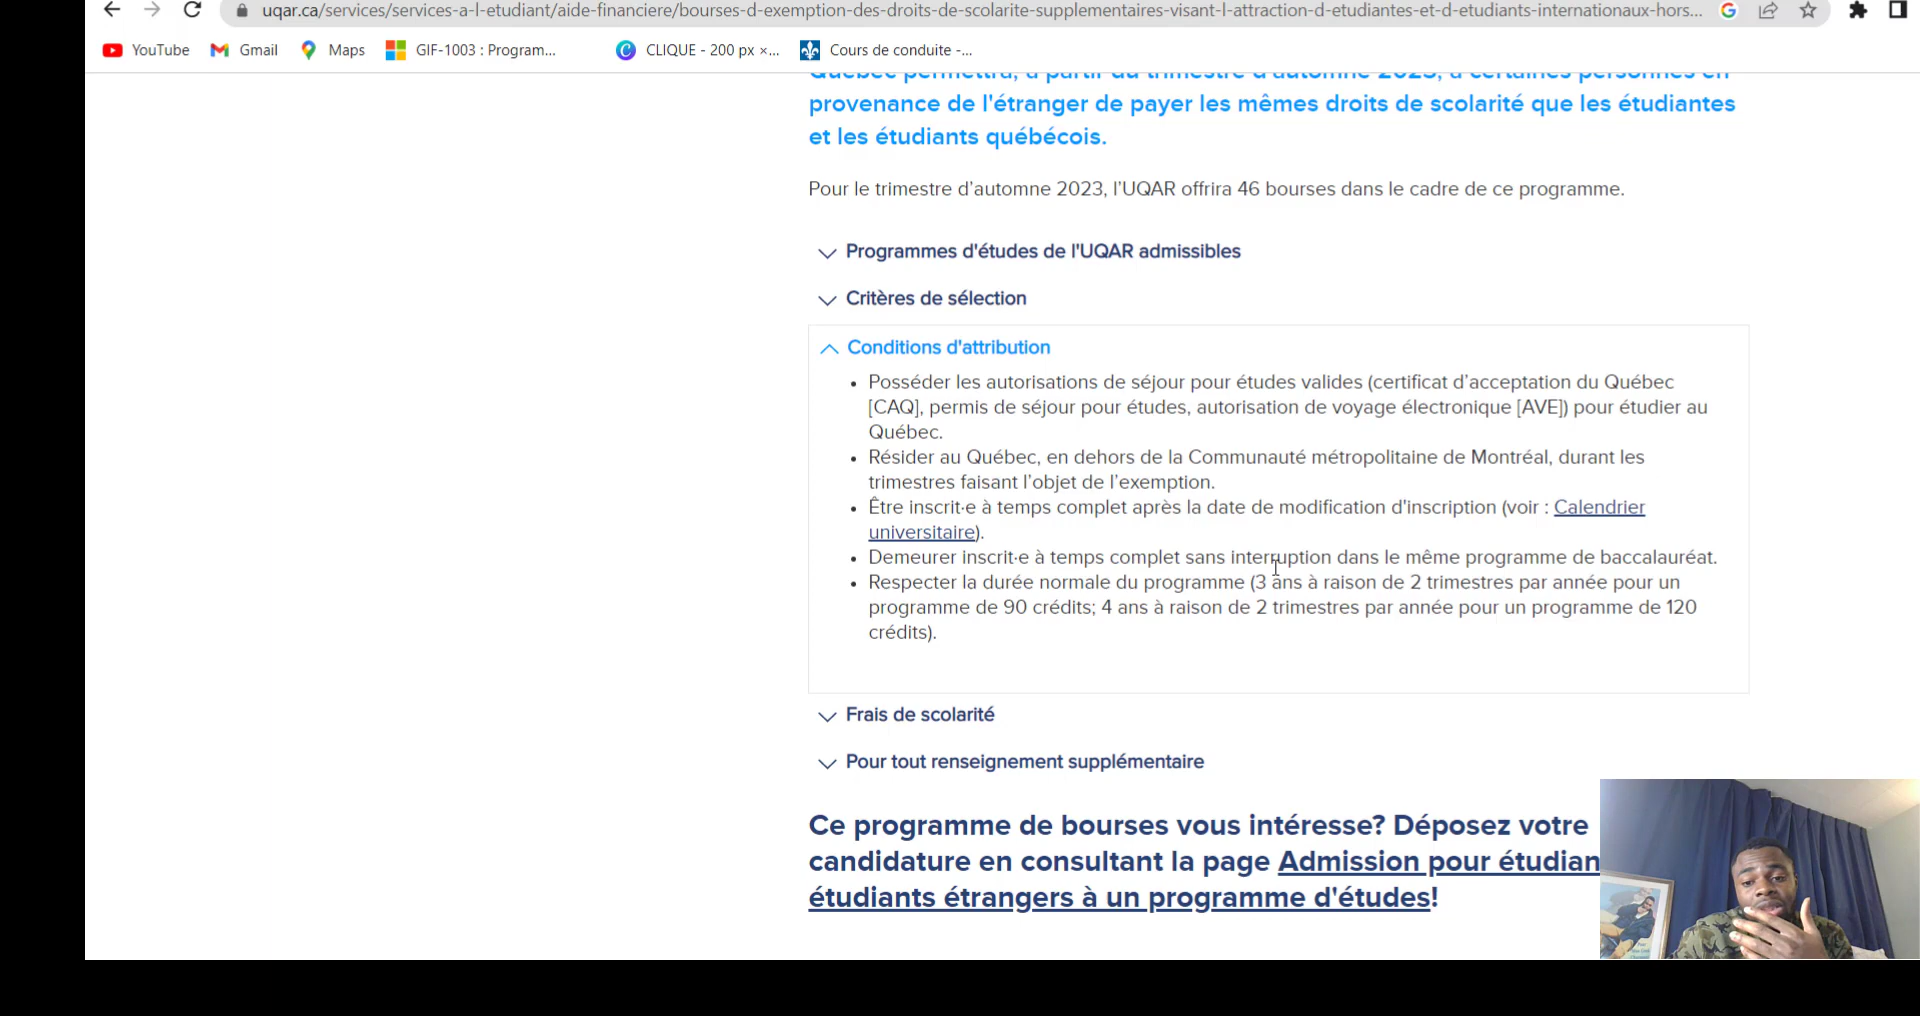 uqar.ca/services/services-a-l-etudiant/aide-financiere/bourses-d-exemption-des-droits-de-scolarite-supplementaires-visant-l-attraction-d-etudiantes-et-d-etudiants-internationaux-hors...
YouTube Gmail Maps GIF-1003 : Program... CLIQUE - 200 px ×... Cours de conduite -...
Québec permettra, à partir du trimestre d'automne 2023, à certaines personnes en
provenance de l'étranger de payer les mêmes droits de scolarité que les étudiantes
et les étudiants québécois.
Pour le trimestre d'automne 2023, l'UQAR offrira 46 bourses dans le cadre de ce programme.
Programmes d'études de l'UQAR admissibles
Critères de sélection
Conditions d'attribution
• Posséder les autorisations de séjour pour études valides (certificat d'acceptation du Québec
[CAQ], permis de séjour pour études, autorisation de voyage électronique [AVE]) pour étudier au
Québec.
• Résider au Québec, en dehors de la Communauté métropolitaine de Montréal, durant les
trimestres faisant l'objet de l'exemption.
• Être inscrit·e à temps complet après la date de modification d'inscription (voir : Calendrier
universitaire).
• Demeurer inscrit·e à temps complet sans interruption dans le même programme de baccalauréat.
• Respecter la durée normale du programme (3 ans à raison de 2 trimestres par année pour un
programme de 90 crédits; 4 ans à raison de 2 trimestres par année pour un programme de 120
crédits).
Frais de scolarité
Pour tout renseignement supplémentaire
Ce programme de bourses vous intéresse? Déposez votre
candidature en consultant la page Admission pour étudian
étudiants étrangers à un programme d'études!